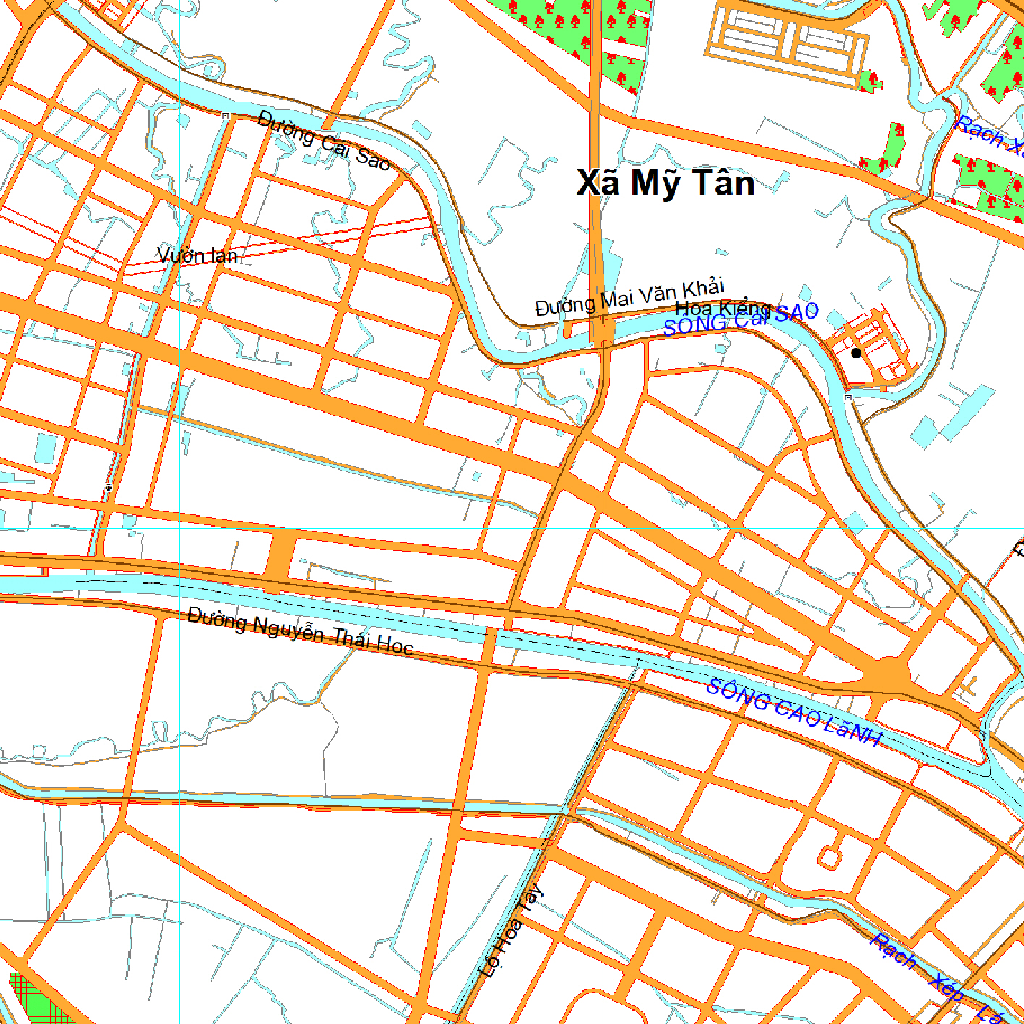 Đường Cái Sao
Rạch Xế
Xã Mỹ Tân
Vườn lan
Đường Mai Văn Khải
Hoa Kiểng
SÔNG Cái SAO
Đường Nguyễn Thái Học
SÔNG CAO LãNH
Lộ Hòa Tây
Rạch Xép Lá